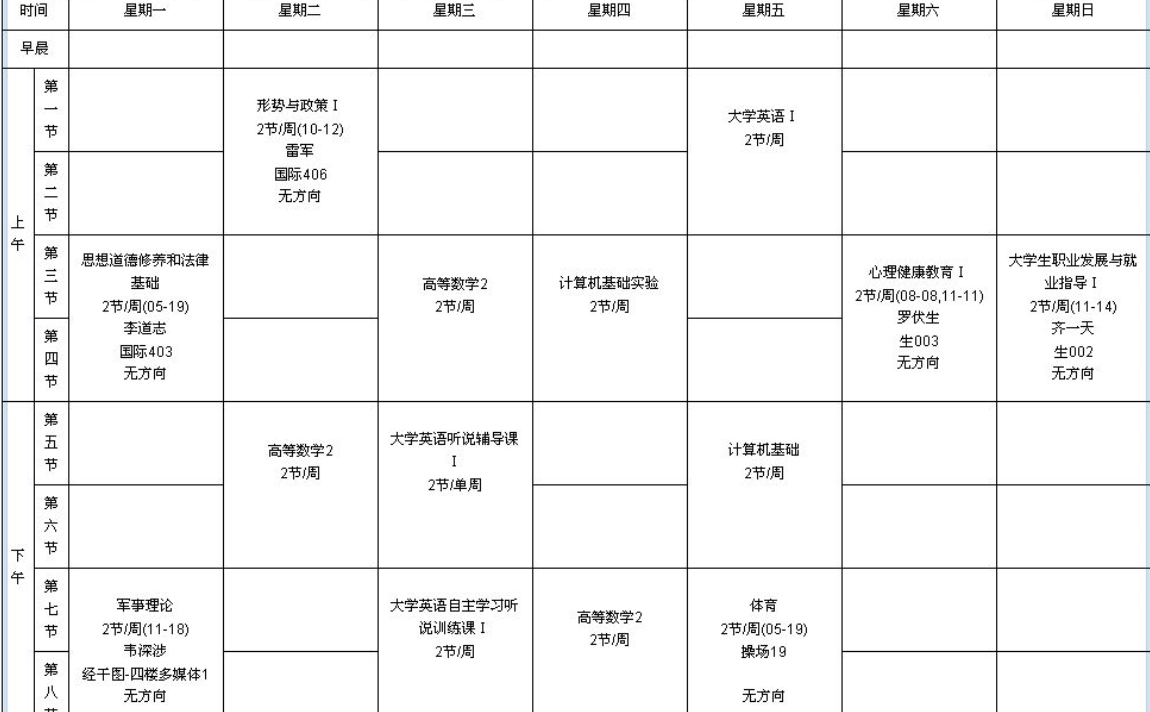 时间 星期一 星期二 星期三 星期四 星期五 星期六 星期日
早晨
上午
第一节
第二节
形势与政策Ⅰ
2节/周(10-12)
雷军
国际406
无方向
大学英语Ⅰ
2节/周
第三节
第四节
思想道德修养和法律
基础
2节/周(05-19)
李道志
国际403
无方向
高等数学2
2节/周
计算机基础实验
2节/周
心理健康教育Ⅰ
2节/周(08-08,11-11)
罗伏生
生003
无方向
大学生职业发展与就
业指导Ⅰ
2节/周(11-14)
齐一天
生002
无方向
下午
第五节
第六节
高等数学2
2节/周
大学英语听说辅导课
Ⅰ
2节/单周
计算机基础
2节/周
第七节
第八节
军事理论
2节/周(11-18)
韦深涉
经干图-四楼多媒体1
无方向
大学英语自主学习听
说训练课Ⅰ
2节/周
高等数学2
2节/周
体育
2节/周(05-19)
操场19
无方向